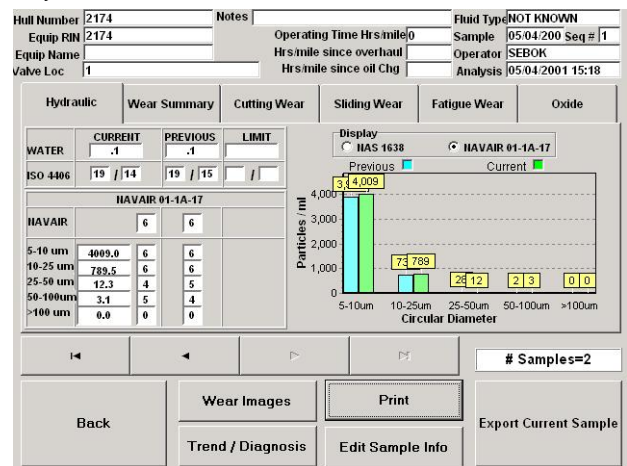 Hull Number 2174 Notes Fluid Type NOT KNOWN
Equip RIN 2174 Operating Time Hrs/mile 0 Sample 05/04/200 Seq # 1
Equip Name Hrs/mile since overhaul Operator SEBOK
Valve Loc 1 Hrs/mile since oil Chg Analysis 05/04/2001 15:18
Hydraulic Wear Summary Cutting Wear Sliding Wear Fatigue Wear Oxide
CURRENT PREVIOUS LIMIT
WATER .1 .1
ISO 4406 19 / 14 19 / 15 /
NAVAIR 01-1A-17
NAVAIR 6 6
5-10 um 4009.0 6 6
10-25 um 789.5 6 6
25-50 um 12.3 4 5
50-100um 3.1 5 4
>100 um 0.0 0 0
Display
NAS 1638 NAVAIR 01-1A-17
Previous Current
Particles / ml
4,000
3,000
2,000
1,000
0
4,009
789
12
2 3
0 0
5-10um 10-25um 25-50um 50-100um >100um
Circular Diameter
# Samples=2
Back
Wear Images
Print
Export Current Sample
Trend / Diagnosis
Edit Sample Info